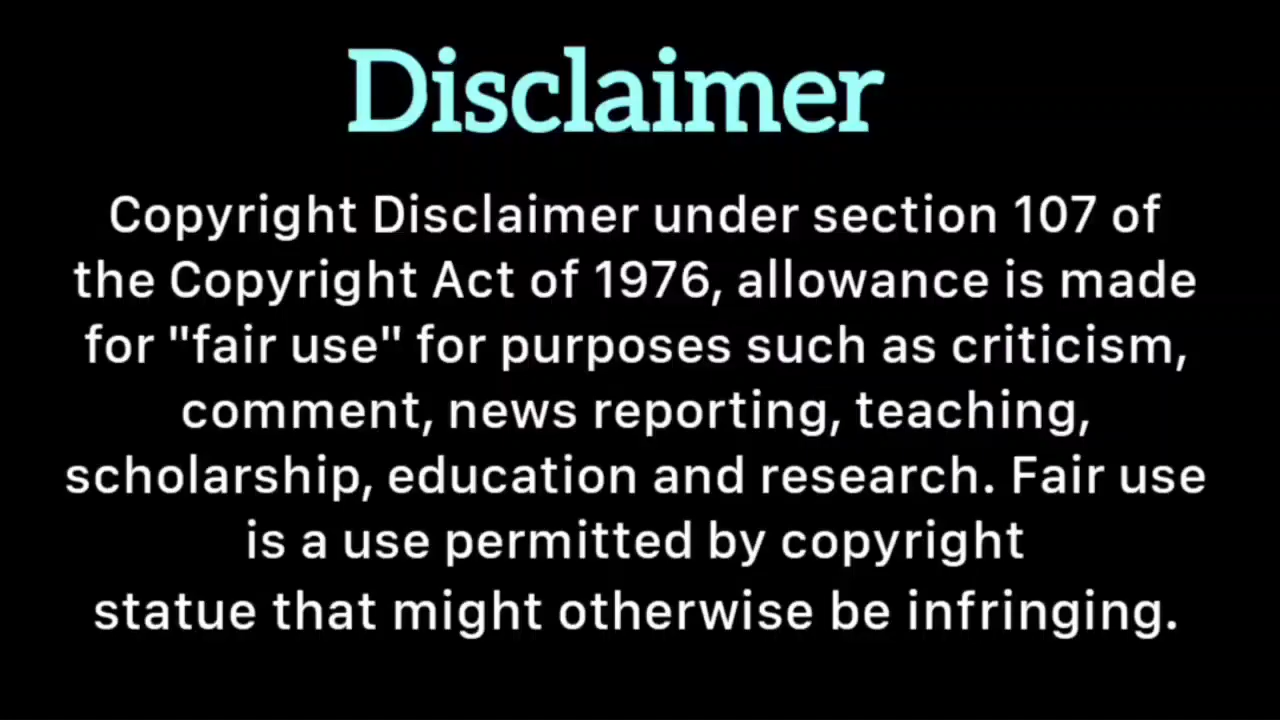 Disclaimer
Copyright Disclaimer under section 107 of
the Copyright Act of 1976, allowance is made
for "fair use" for purposes such as criticism,
comment, news reporting, teaching,
scholarship, education and research. Fair use
is a use permitted by copyright
statue that might otherwise be infringing.